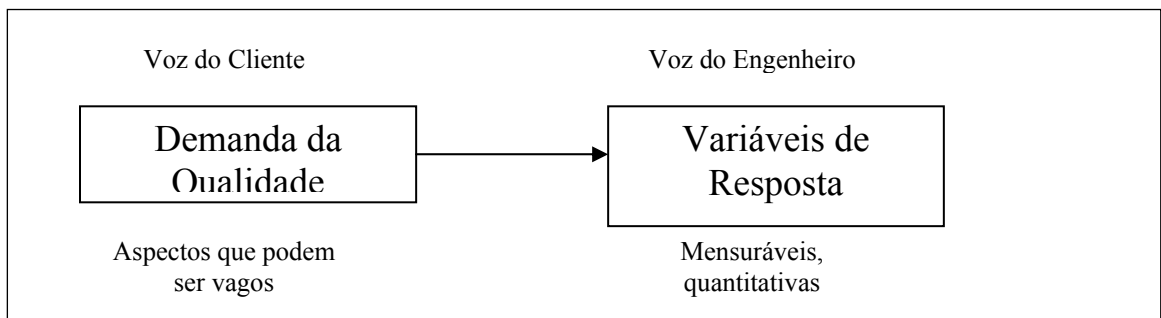 Voz do Cliente
Voz do Engenheiro
Demanda da
Qualidade
Variáveis de
Resposta
Aspectos que podem
ser vagos
Mensuráveis,
quantitativas